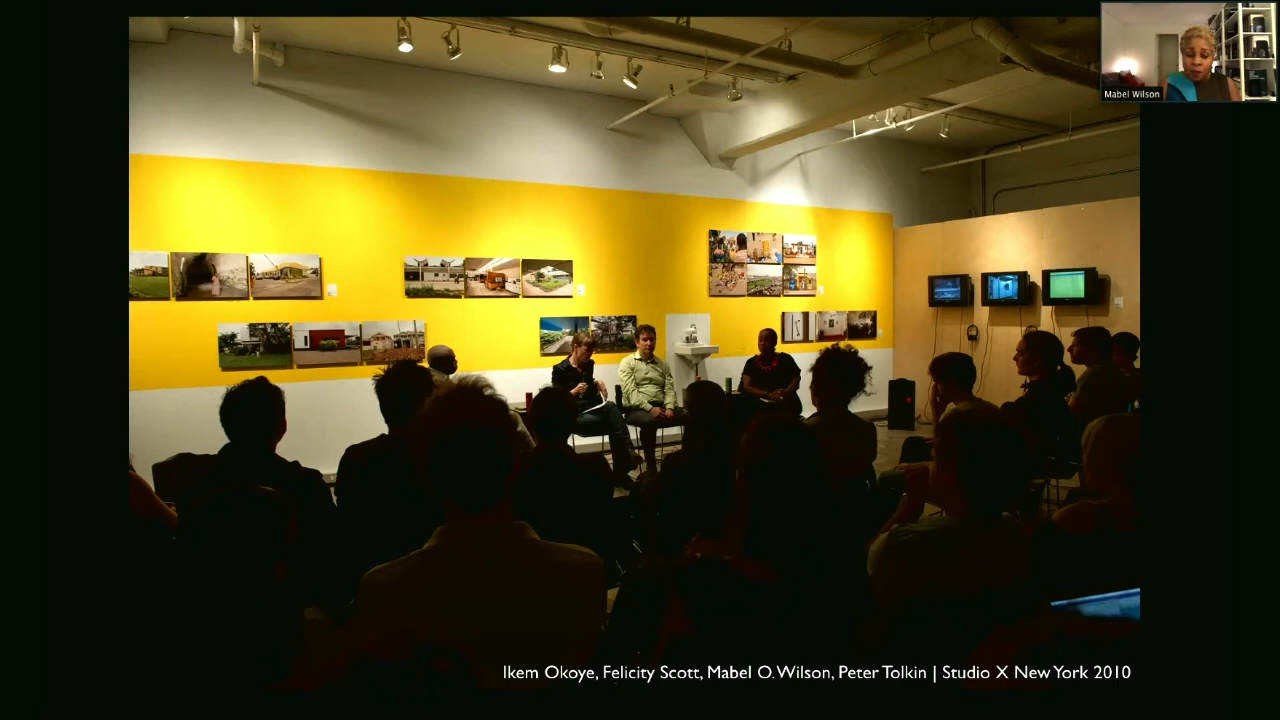 Mabel Wilson
Ikem Okoye, Felicity Scott, Mabel O. Wilson, Peter Tolkin | Studio X New York 2010